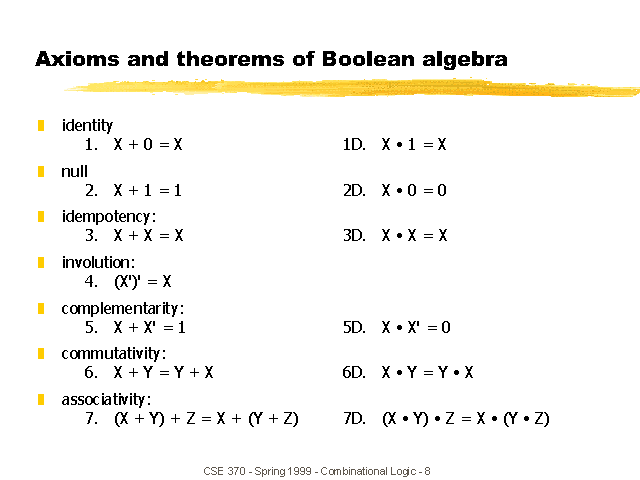 Axioms and theorems of Boolean algebra
identity
1. X + 0 = X 1D. X • 1 = X
null
2. X + 1 = 1 2D. X • 0 = 0
idempotency:
3. X + X = X 3D. X • X = X
involution:
4. (X')' = X
complementarity:
5. X + X' = 1 5D. X • X' = 0
commutativity:
6. X + Y = Y + X 6D. X • Y = Y • X
associativity:
7. (X + Y) + Z = X + (Y + Z) 7D. (X • Y) • Z = X • (Y • Z)
CSE 370 - Spring 1999 - Combinational Logic - 8